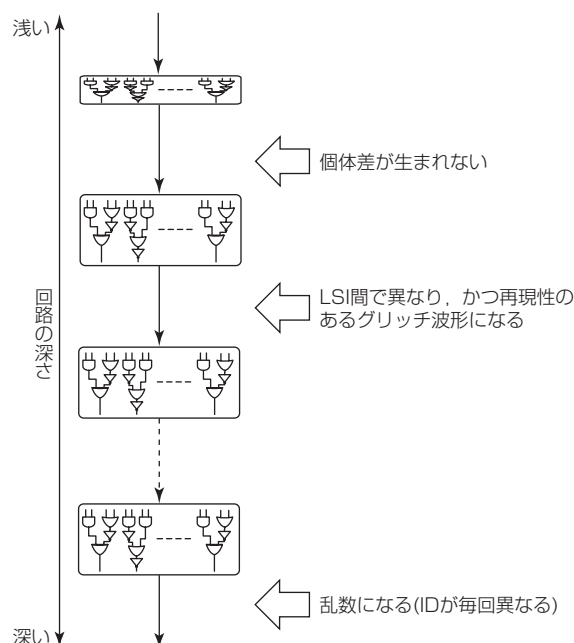 浅い
個体差が生まれない
LSI間で異なり，かつ再現性の
あるグリッチ波形になる
回路の深さ
乱数になる(IDが毎回異なる)
深い